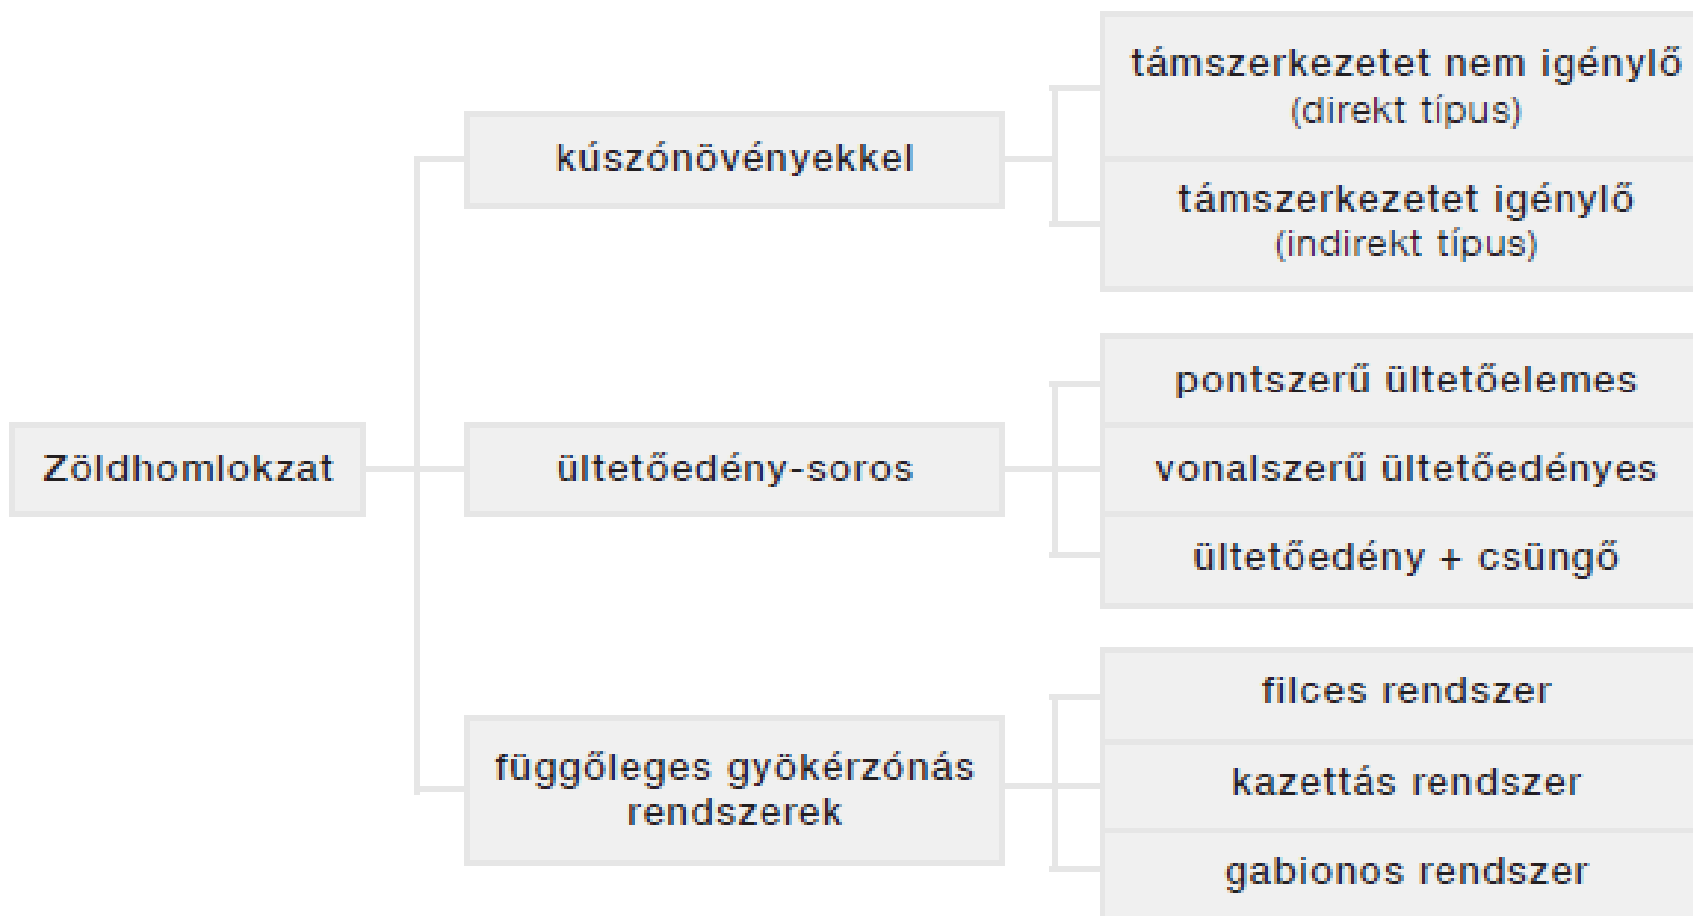 Zöldhomlokzat
kúszónövényekkel
támszerkezetet nem igénylő
(direkt típus)
támszerkezetet igénylő
(indirekt típus)
ültetőedény-soros
pontszerű ültetőelemes
vonalszerű ültetőedényes
ültetőedény + csüngő
függőleges gyökérzónás
rendszerek
filces rendszer
kazettás rendszer
gabionos rendszer